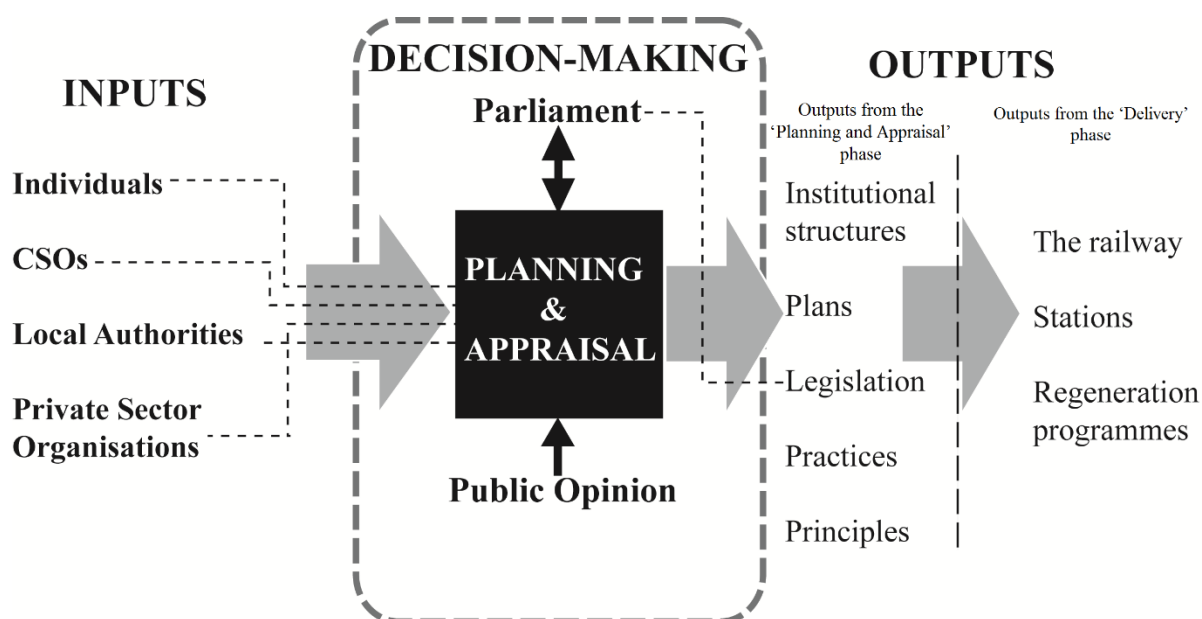 INPUTS
Individuals
CSOs
Local Authorities
Private Sector
Organisations
DECISION-MAKING
Parliament
PLANNING
&
APPRAISAL
Public Opinion
OUTPUTS
Outputs from the
‘Planning and Appraisal’
phase
Institutional
structures
Plans
Legislation
Practices
Principles
Outputs from the ‘Delivery’
phase
The railway
Stations
Regeneration
programmes